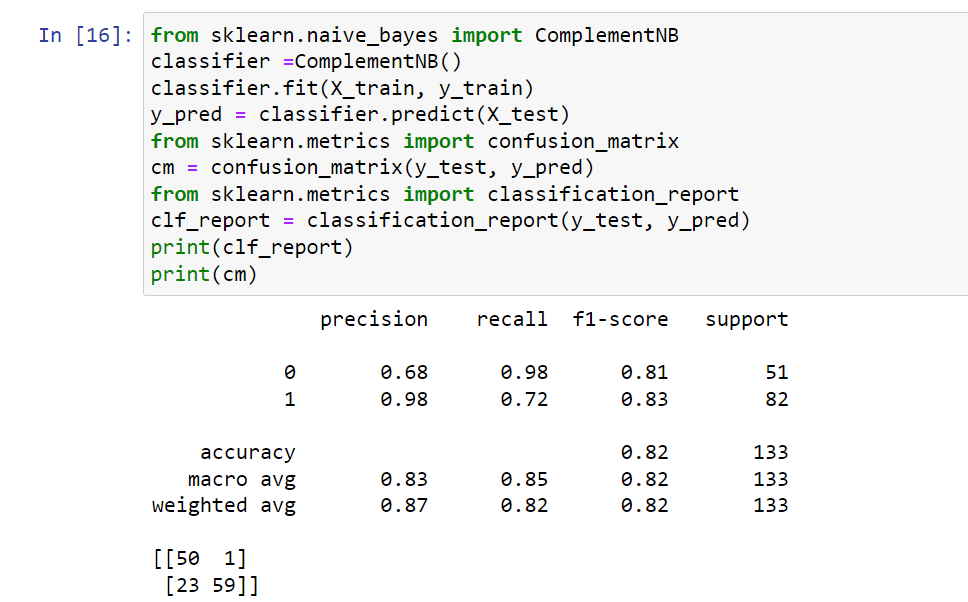 In [16]: from sklearn.naive_bayes import ComplementNB
classifier =ComplementNB()
classifier.fit(X_train, y_train)
y_pred = classifier.predict(X_test)
from sklearn.metrics import confusion_matrix
cm = confusion_matrix(y_test, y_pred)
from sklearn.metrics import classification_report
clf_report = classification_report(y_test, y_pred)
print(clf_report)
print(cm)
precision recall f1-score support
0 0.68 0.98 0.81 51
1 0.98 0.72 0.83 82
accuracy 0.82 133
macro avg 0.83 0.85 0.82 133
weighted avg 0.87 0.82 0.82 133
[[50 1]
[23 59]]